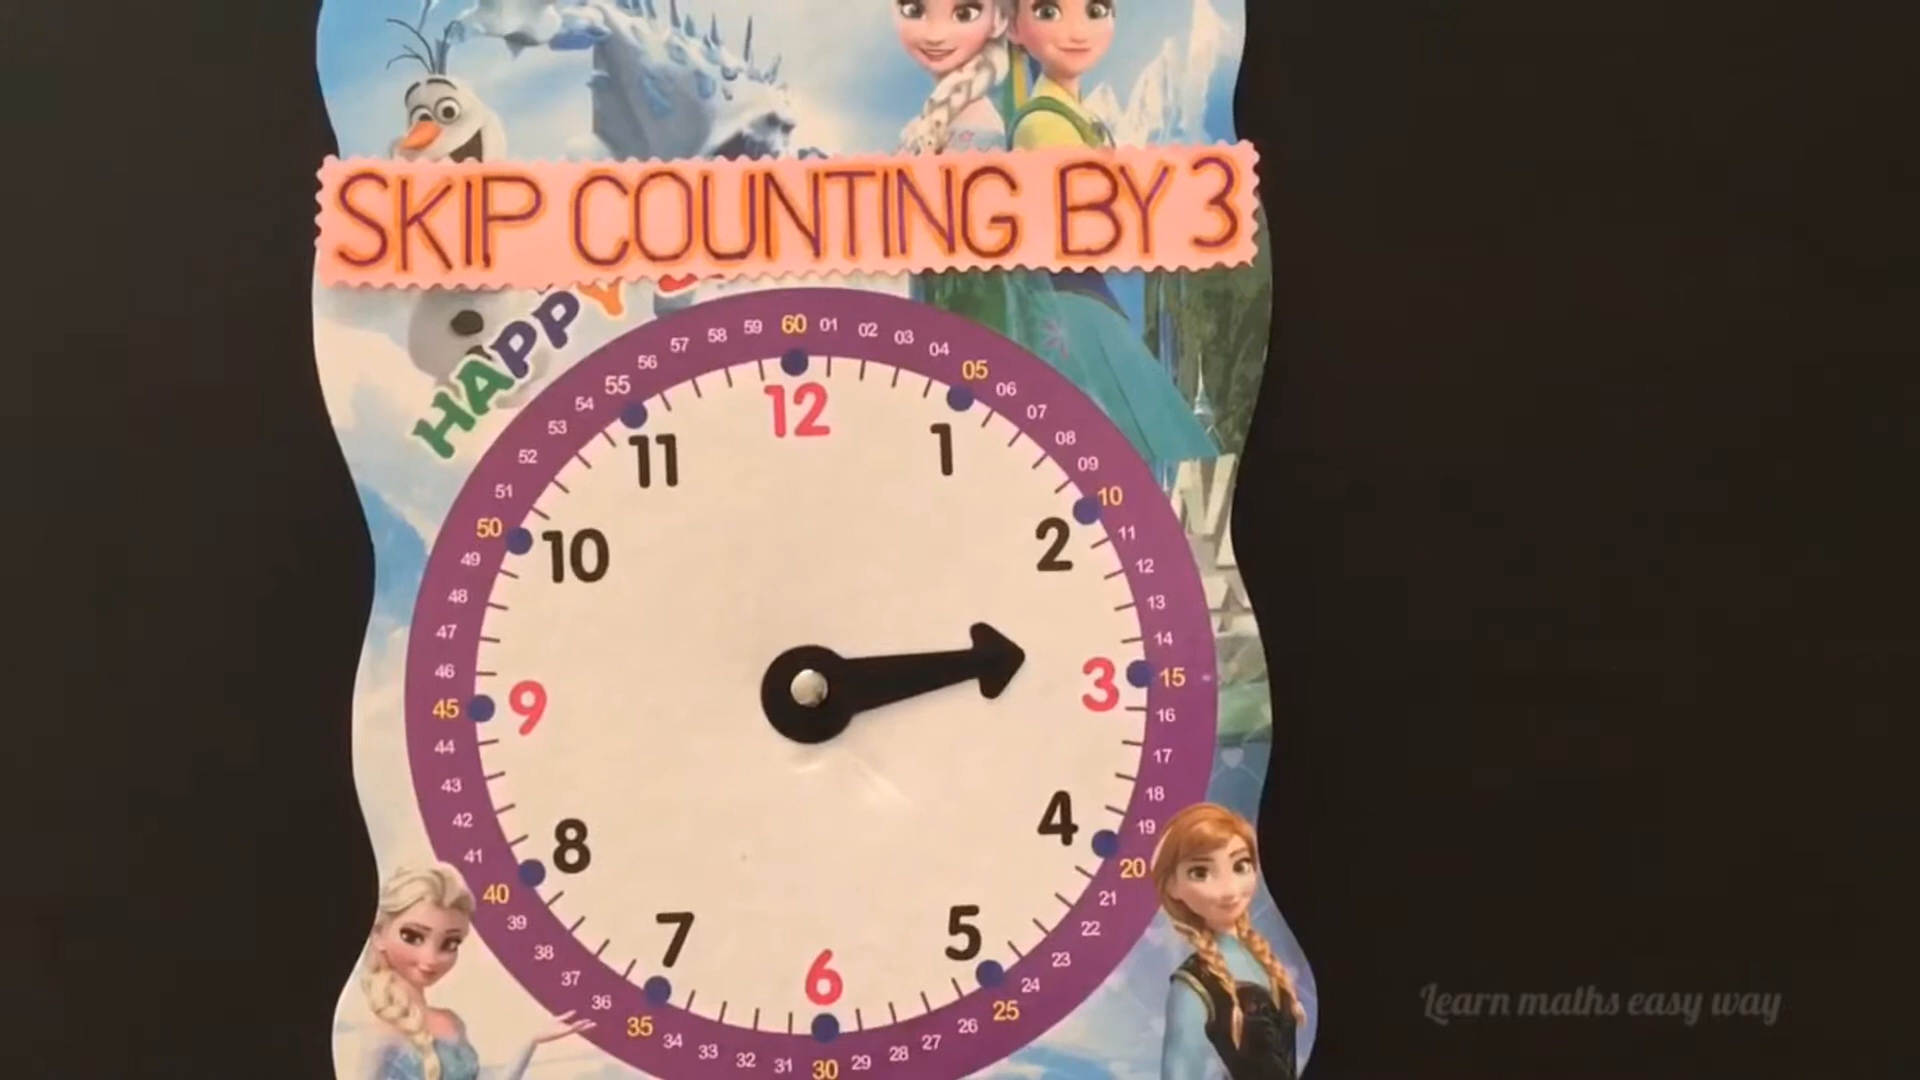 SKIP COUNTING BY 3
HAPPY
60 01 02 03 04 05 06 07 08 09 10 11 12 13 14 15 16 17 18 19 20 21 22 23 24 25 26 27 28 29 30 31 32 33 34 35 36 37 38 39 40 41 42 43 44 45 46 47 48 49 50 51 52 53 54 55 56 57 58 59
12 1 2 3 4 5 6 7 8 9 10 11
Learn maths easy way